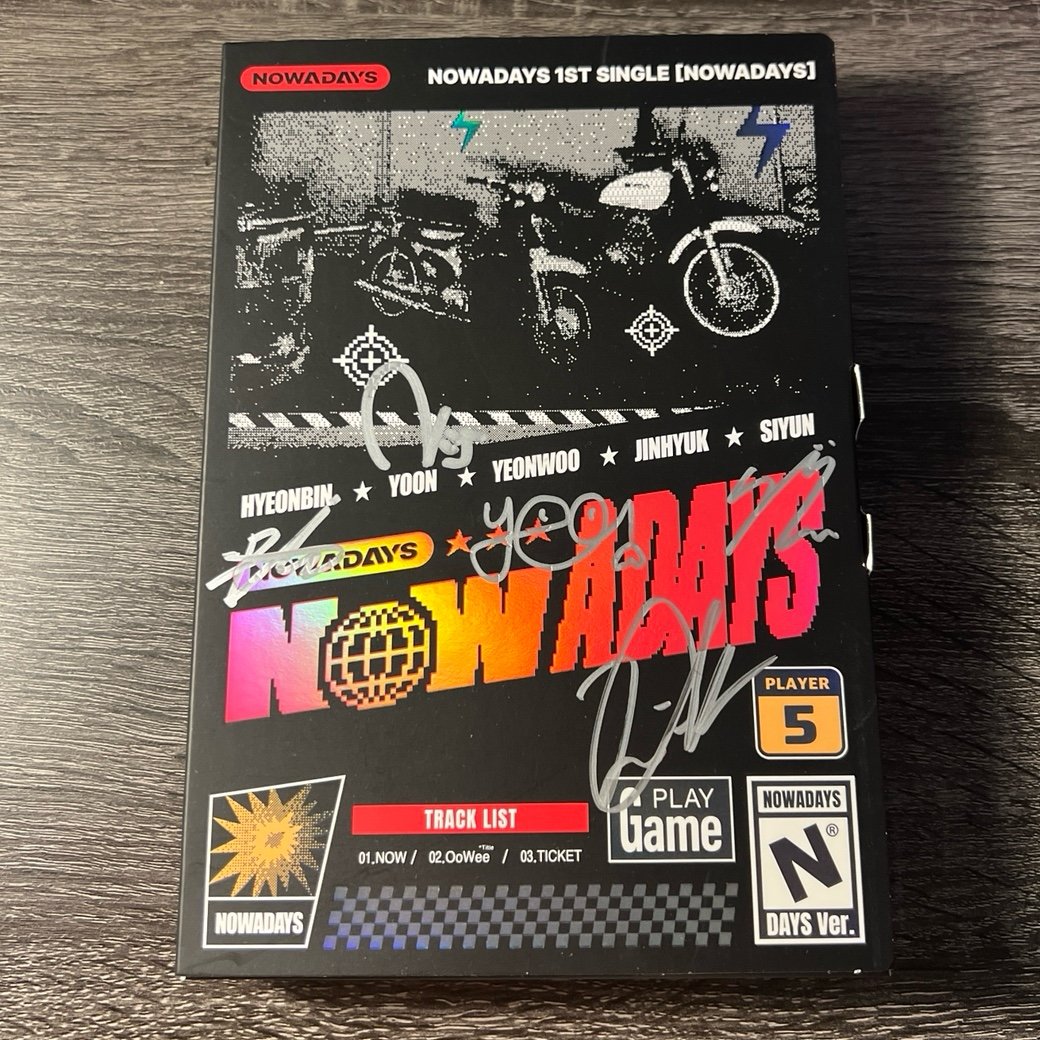 NOWADAYS NOWADAYS 1ST SINGLE [NOWADAYS]
HYEONBIN ★ YOON ★ YEONWOO ★ JINHYUK ★ SIYUN
NOWADAYS ★★★
NOWADAYS
PLAYER
5
TRACK LIST
01.NOW / 02.OoWee *Title / 03.TICKET
NOWADAYS
G PLAY
Game
NOWADAYS
N®
DAYS Ver.